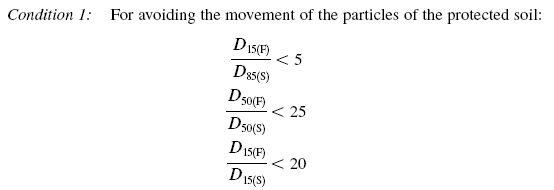 Condition 1: For avoiding the movement of the particles of the protected soil:
D15(F)
< 5
D85(S)
D50(F)
< 25
D50(S)
D15(F)
< 20
D15(S)